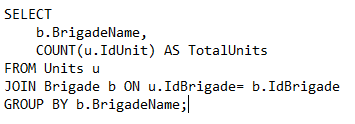 SELECT
    b.BrigadeName,
    COUNT(u.IdUnit) AS TotalUnits
FROM Units u
JOIN Brigade b ON u.IdBrigade= b.IdBrigade
GROUP BY b.BrigadeName;